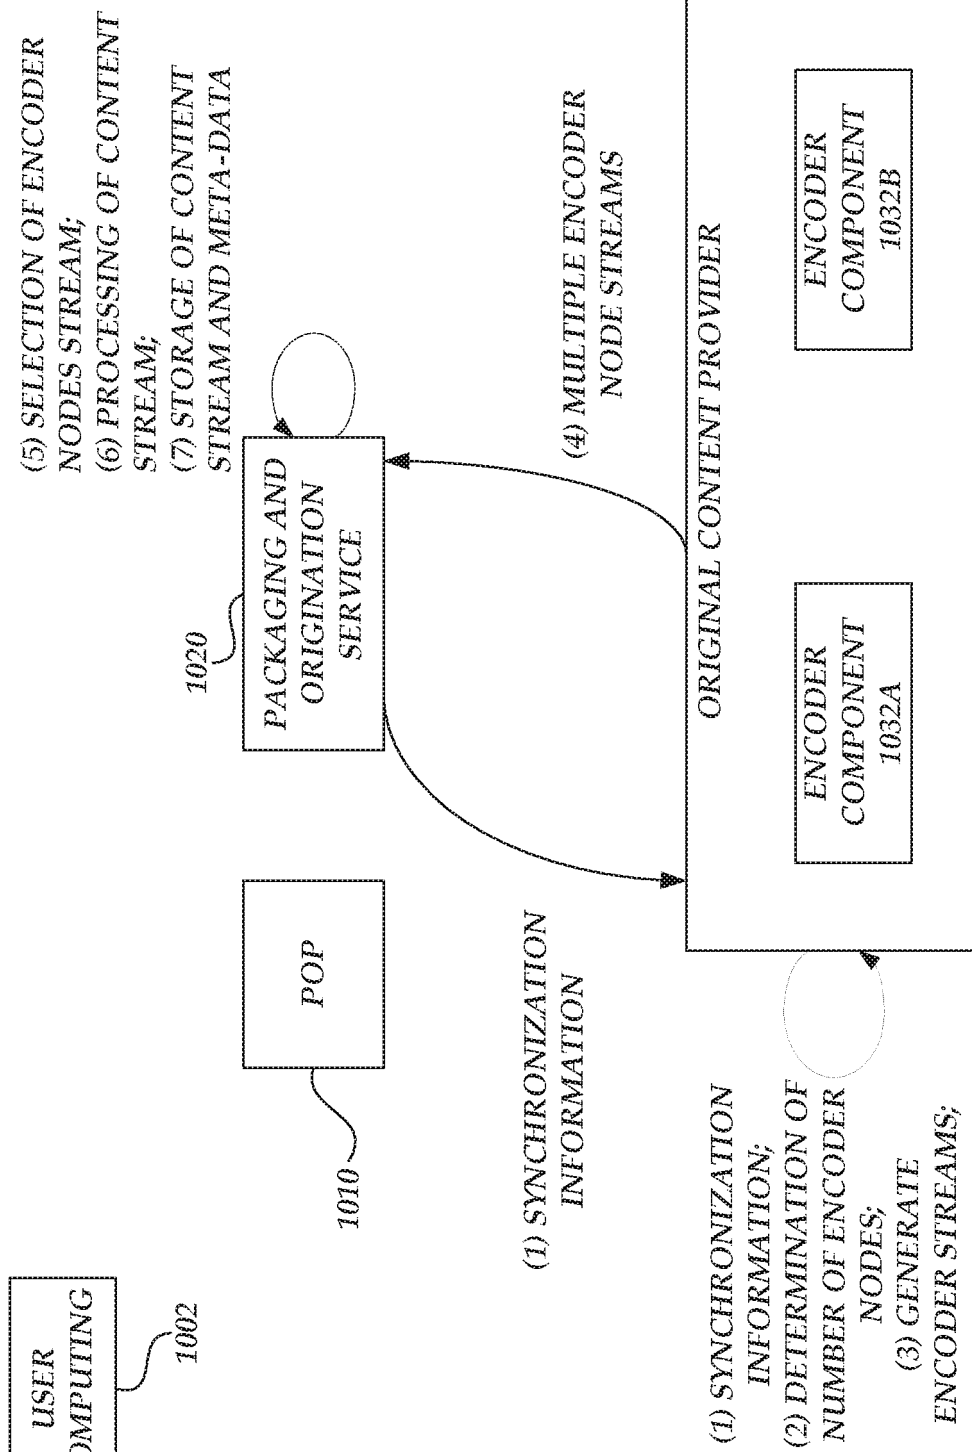 USER
OMPUTING
1002
POP
1010
PACKAGING AND
ORIGINATION
SERVICE
1020
(5) SELECTION OF ENCODER
NODES STREAM;
(6) PROCESSING OF CONTENT
STREAM;
(7) STORAGE OF CONTENT
STREAM AND META-DATA
(1) SYNCHRONIZATION
INFORMATION
(4) MULTIPLE ENCODER
NODE STREAMS
(1) SYNCHRONIZATION
INFORMATION;
(2) DETERMINATION OF
NUMBER OF ENCODER
NODES;
(3) GENERATE
ENCODER STREAMS;
ORIGINAL CONTENT PROVIDER
ENCODER
COMPONENT
1032A
ENCODER
COMPONENT
1032B